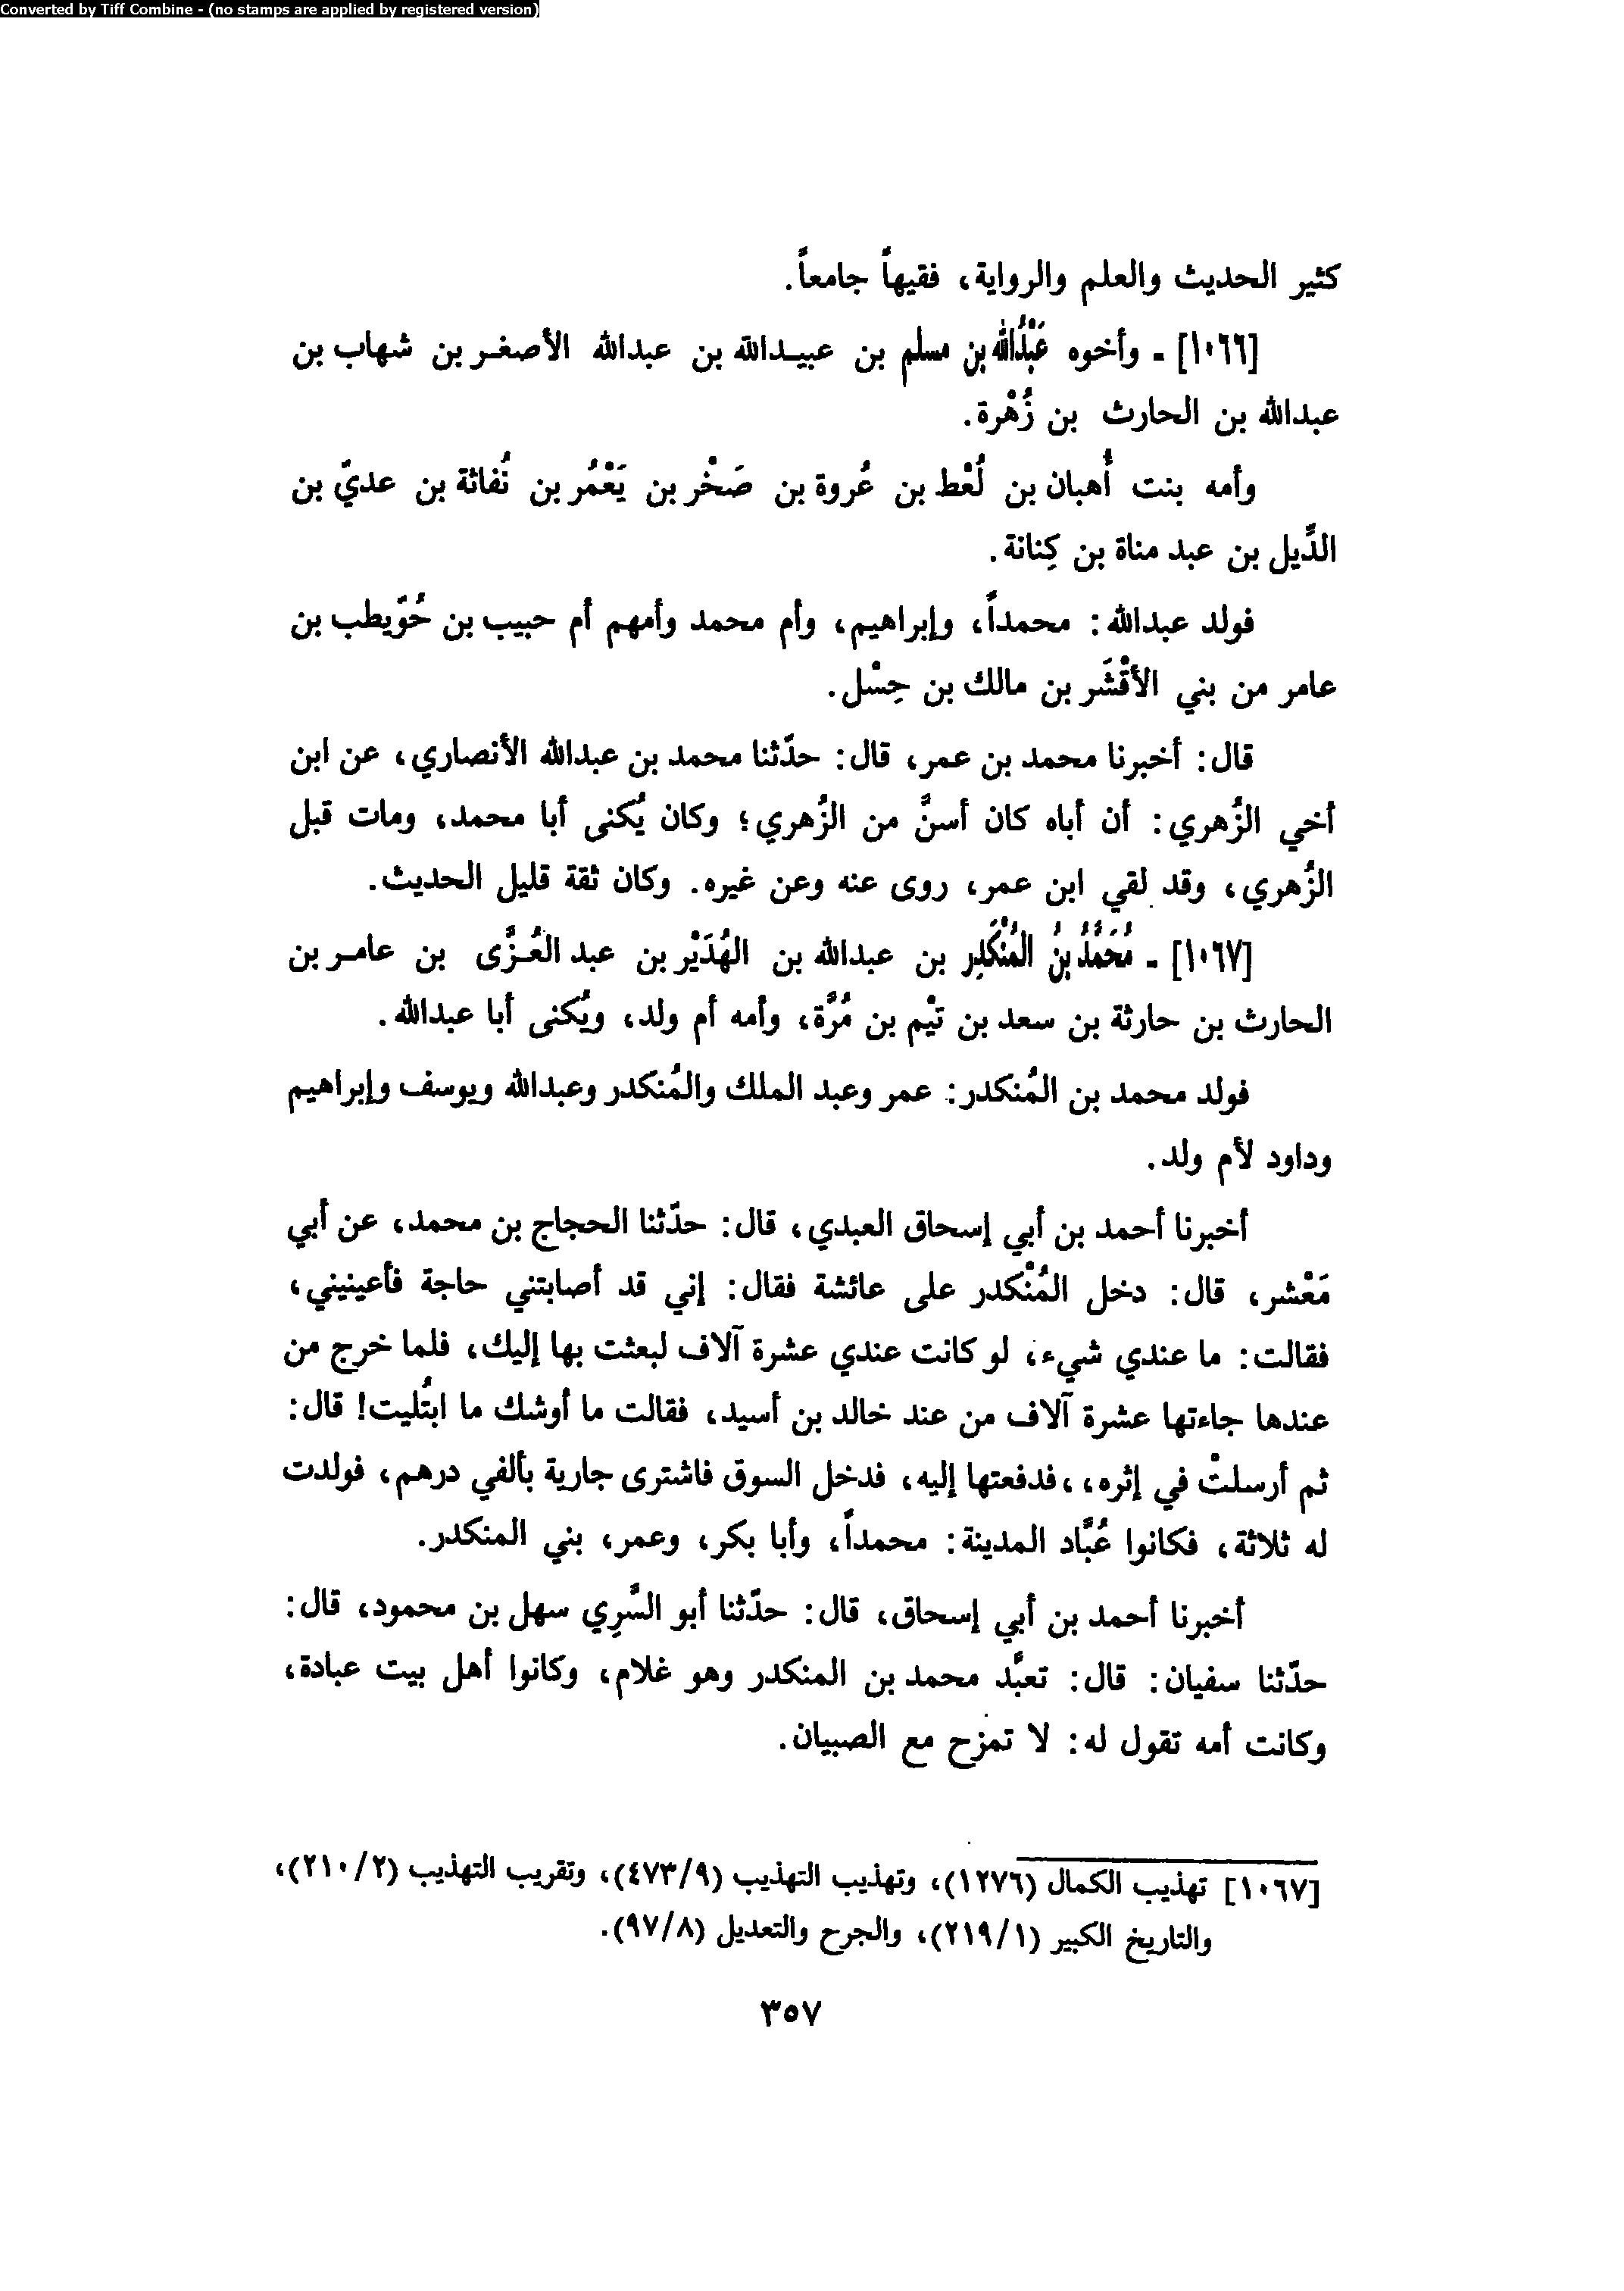 Converted by Tiff Combine - (no stamps are applied by registered version)
كثير الحديث والعلم والرواية، فقيهاً جامعاً.
[١٠٦٦] - وأخوه عَبْدُاللّٰه بن مسلم بن عبيـدالله بن عبدالله الأصغـر بن شهاب بن
عبدالله بن الحارث بن زُهْرة.
وأمه بنت أُهبان بن لُعْط بن عُروة بن صَخْر بن يَعْمُر بن نُفاثة بن عديّ بن
الدِّيل بن عبد مناة بن كِنانة.
فولد عبدالله: محمداً، وإبراهيم، وأم محمد وأمهم أم حبيب بن حُوّيطب بن
عامر من بني الأقْشَر بن مالك بن حِسْل.
قال: أخبرنا محمد بن عمر، قال: حدّثنا محمد بن عبدالله الأنصاري، عن ابن
أخي الزُّهري: أن أباه كان أسنَّ من الزُّهري؛ وكان يُكنى أبا محمد، ومات قبل
الزُّهري، وقد لقي ابن عمر، روى عنه وعن غيره. وكان ثقة قليل الحديث.
[١٠٦٧] - مُحَمَّدُ بنُ المُنْكَدِر بن عبدالله بن الهُدَيْر بن عبد العُـزَّى بن عامـر بن
الحارث بن حارثة بن سعد بن تيْم بن مُرَّة، وأمه أم ولد، ويُكنى أبا عبدالله.
فولد محمد بن المُنكدر: عمر وعبد الملك والمُنكدر وعبدالله ويوسف وإبراهيم
وداود لأم ولد.
أخبرنا أحمد بن أبي إسحاق العبدي، قال: حدّثنا الحجاج بن محمد، عن أبي
مَعْشر، قال: دخل المُنْكدر على عائشة فقال: إني قد أصابتني حاجة فأعينيني،
فقالت: ما عندي شيء، لو كانت عندي عشرة آلاف لبعثت بها إليك، فلما خرج من
عندها جاءتها عشرة آلاف من عند خالد بن أسيد، فقالت ما أوشك ما ابتُليت! قال:
ثم أرسلتْ في إثره،، فدفعتها إليه، فدخل السوق فاشترى جارية بألفي درهم، فولدت
له ثلاثة، فكانوا عُبَّاد المدينة: محمداً، وأبا بكر، وعمر، بني المنكدر.
أخبرنا أحمد بن أبي إسحاق، قال: حدّثنا أبو السَّرِي سهل بن محمود، قال:
حدّثنا سفيان: قال: تعبَّد محمد بن المنكدر وهو غلام، وكانوا أهل بيت عبادة،
وكانت أمه تقول له: لا تمزح مع الصبيان.
[١٠٦٧] تهذيب الكمال (١٢٧٦)، وتهذيب التهذيب (٤٧٣/٩)، وتقريب التهذيب (٢١٠/٢)،
والتاريخ الكبير (٢١٩/١)، والجرح والتعديل (٩٧/٨).
٣٥٧